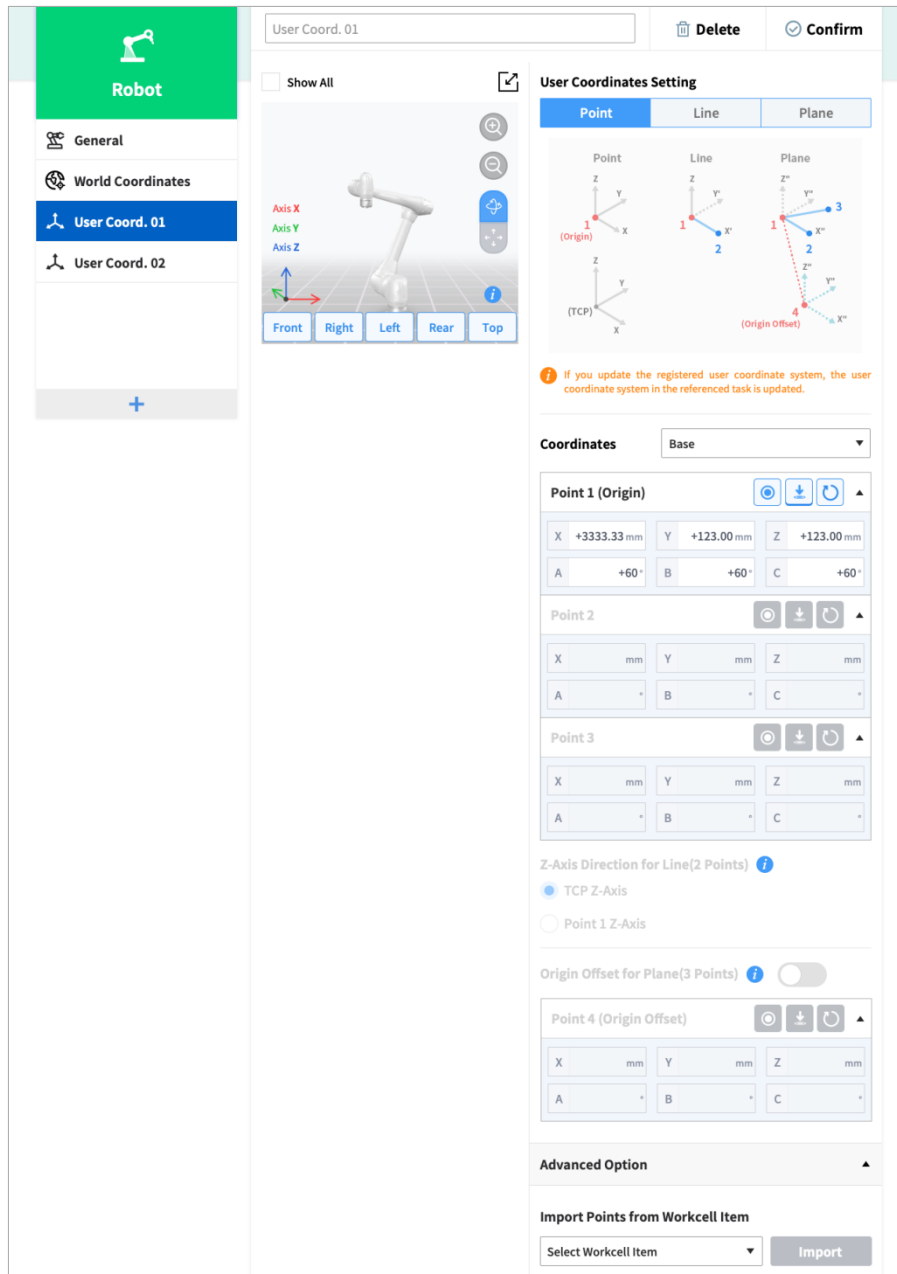 Robot
General
World Coordinates
User Coord. 01
User Coord. 02
+
User Coord. 01
Delete
Confirm
Show All
Axis X
Axis Y
Axis Z
i
Front Right Left Rear Top
User Coordinates Setting
Point Line Plane
Point
Z
Y
1
X
(Origin)
Line
Z
Y'
1
X'
2
Plane
Z"
Y"
3
1
X"
2
Z
Y
(TCP)
X
Z"
Y"
4
X"
(Origin Offset)
i If you update the registered user coordinate system, the user
coordinate system in the referenced task is updated.
Coordinates Base
Point 1 (Origin)
X +3333.33 mm Y +123.00 mm Z +123.00 mm
A +60 ° B +60 ° C +60 °
Point 2
X mm Y mm Z mm
A ° B ° C °
Point 3
X mm Y mm Z mm
A ° B ° C °
Z-Axis Direction for Line(2 Points) i
TCP Z-Axis
Point 1 Z-Axis
Origin Offset for Plane(3 Points) i
Point 4 (Origin Offset)
X mm Y mm Z mm
A ° B ° C °
Advanced Option
Import Points from Workcell Item
Select Workcell Item Import